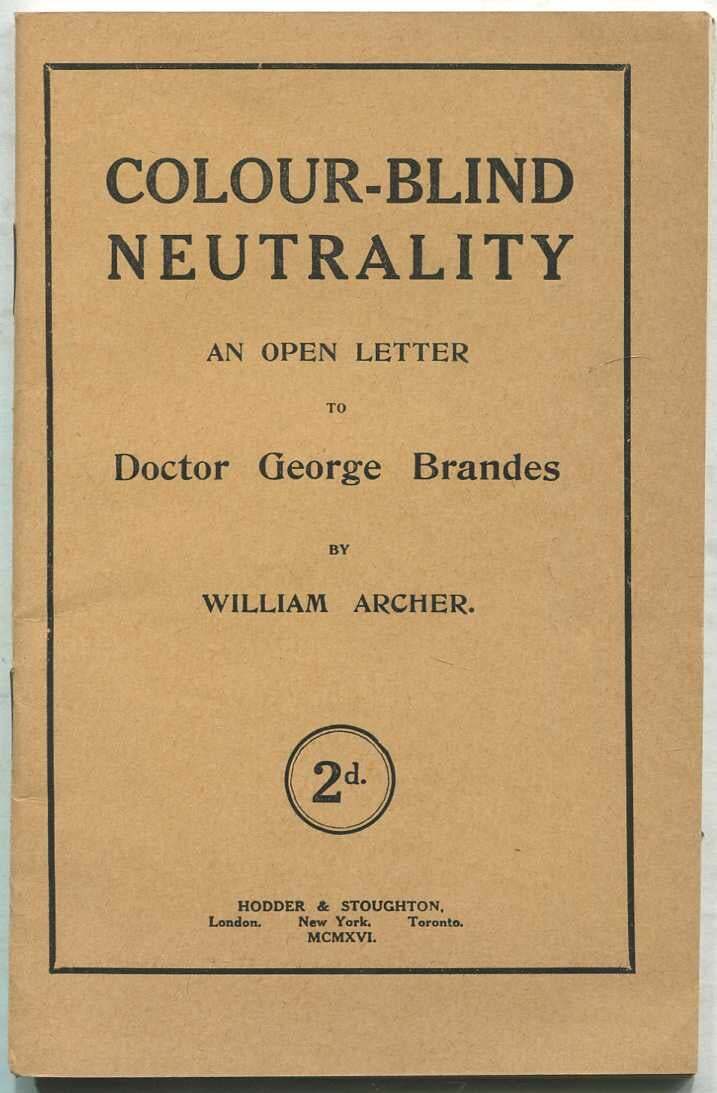 COLOUR-BLIND
NEUTRALITY
AN OPEN LETTER
TO
Doctor George Brandes
BY
WILLIAM ARCHER.
2d.
HODDER & STOUGHTON,
London. New York. Toronto.
MCMXVI.